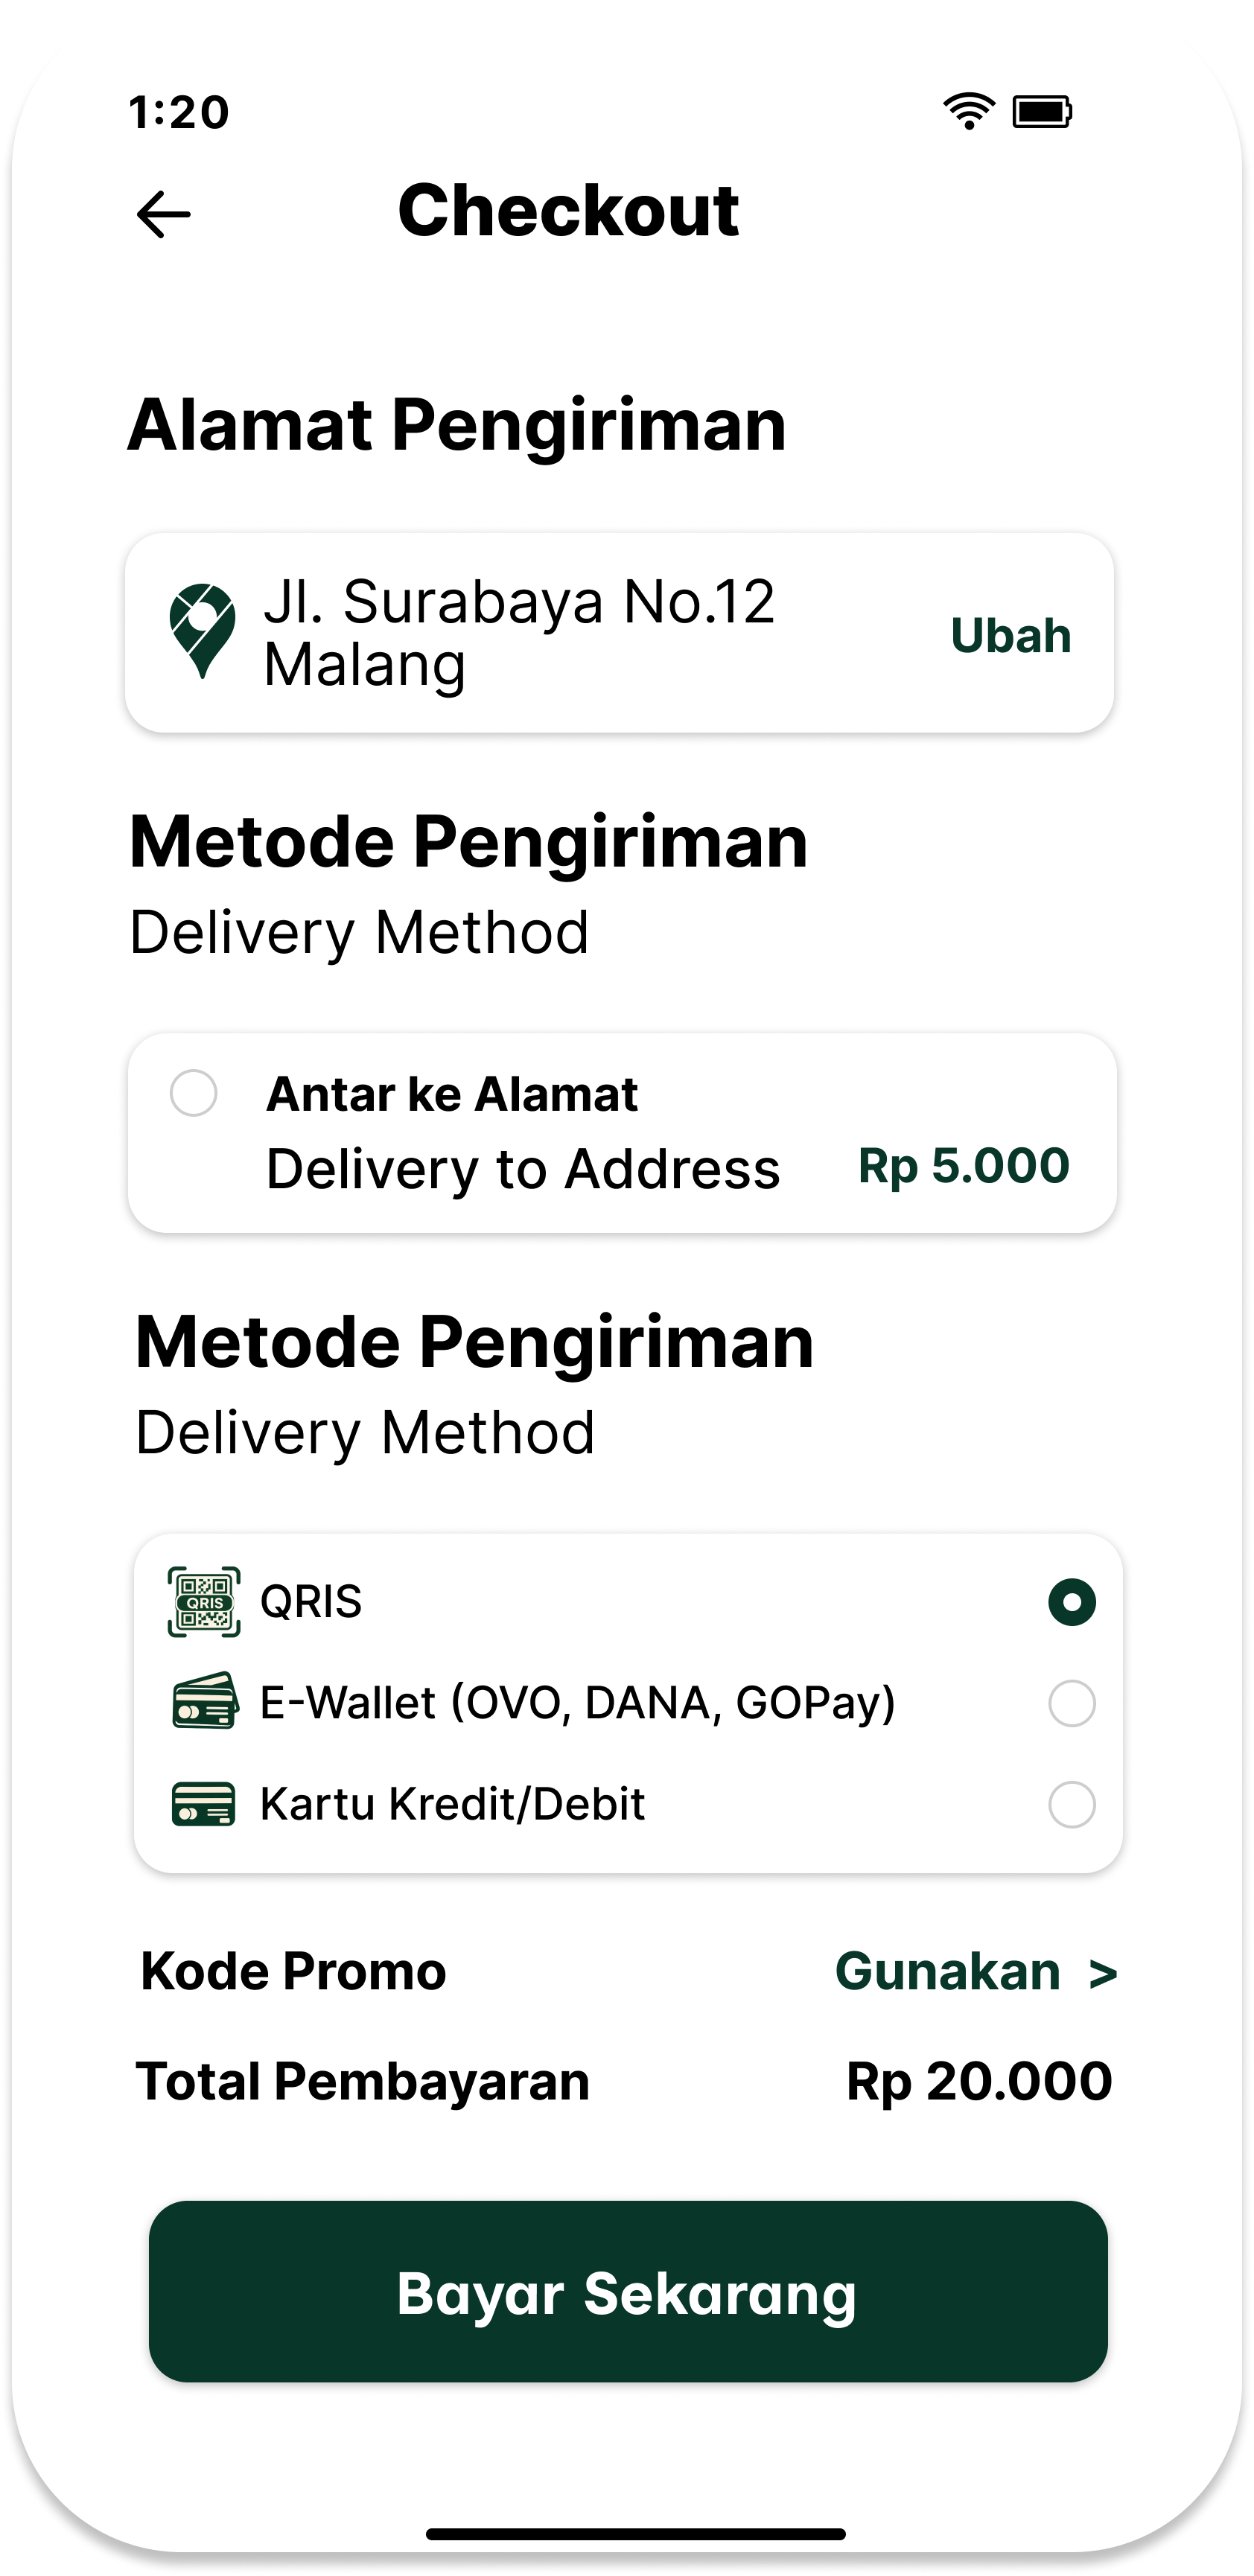 1:20
Checkout
Alamat Pengiriman
Jl. Surabaya No.12
Malang
Ubah
Metode Pengiriman
Delivery Method
Antar ke Alamat
Delivery to Address Rp 5.000
Metode Pengiriman
Delivery Method
QRIS QRIS
E-Wallet (OVO, DANA, GOPay)
Kartu Kredit/Debit
Kode Promo Gunakan >
Total Pembayaran Rp 20.000
Bayar Sekarang